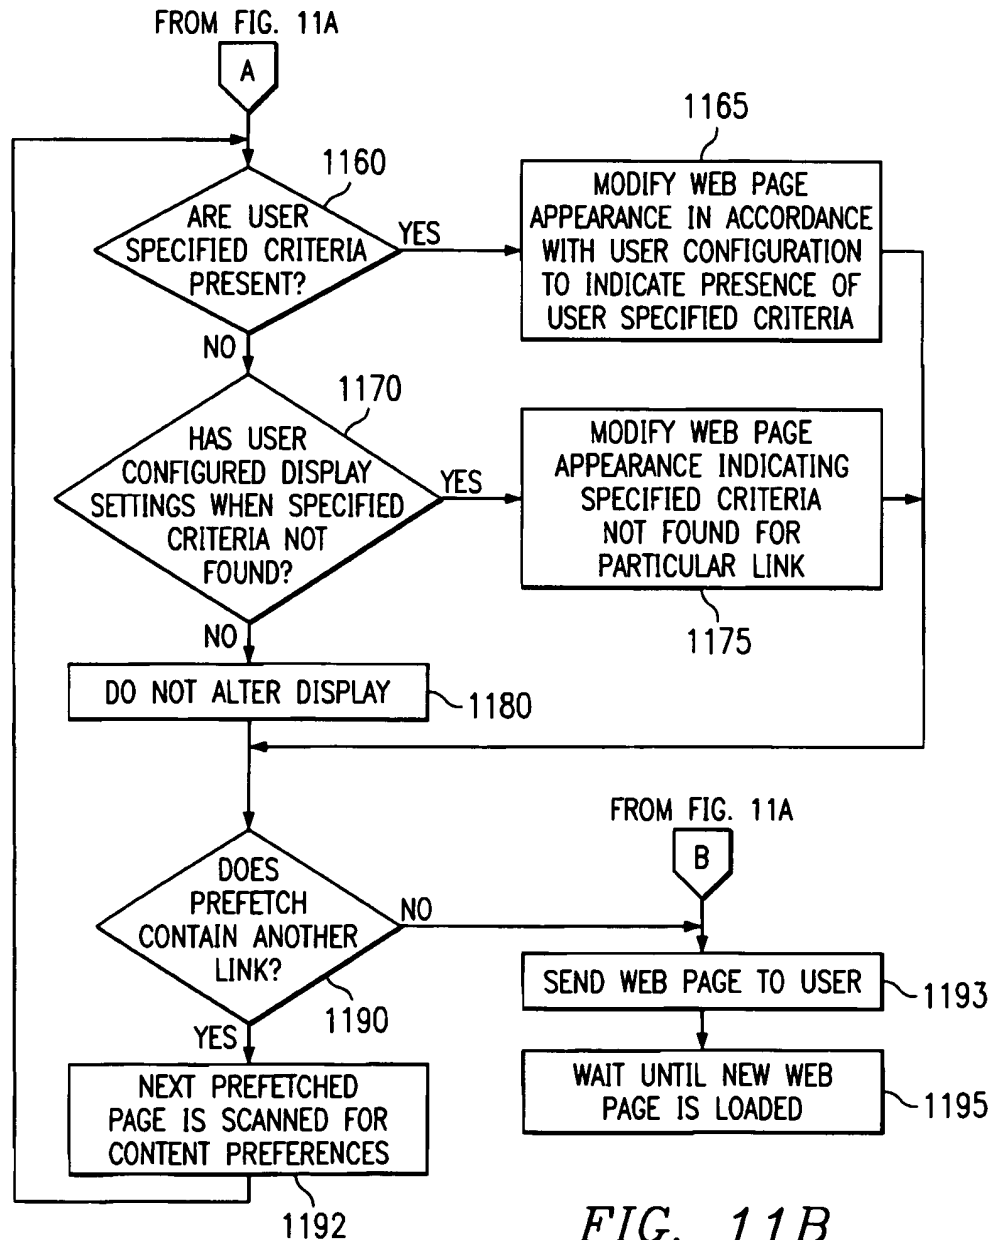 FROM FIG. 11A
A
1160
ARE USER
SPECIFIED CRITERIA
PRESENT?
YES
NO
1165
MODIFY WEB PAGE
APPEARANCE IN ACCORDANCE
WITH USER CONFIGURATION
TO INDICATE PRESENCE OF
USER SPECIFIED CRITERIA
1170
HAS USER
CONFIGURED DISPLAY
SETTINGS WHEN SPECIFIED
CRITERIA NOT
FOUND?
YES
NO
MODIFY WEB PAGE
APPEARANCE INDICATING
SPECIFIED CRITERIA
NOT FOUND FOR
PARTICULAR LINK
1175
DO NOT ALTER DISPLAY
1180
DOES
PREFETCH
CONTAIN ANOTHER
LINK?
NO
1190
YES
FROM FIG. 11A
B
SEND WEB PAGE TO USER
1193
WAIT UNTIL NEW WEB
PAGE IS LOADED
1195
NEXT PREFETCHED
PAGE IS SCANNED FOR
CONTENT PREFERENCES
1192
FIG. 11B